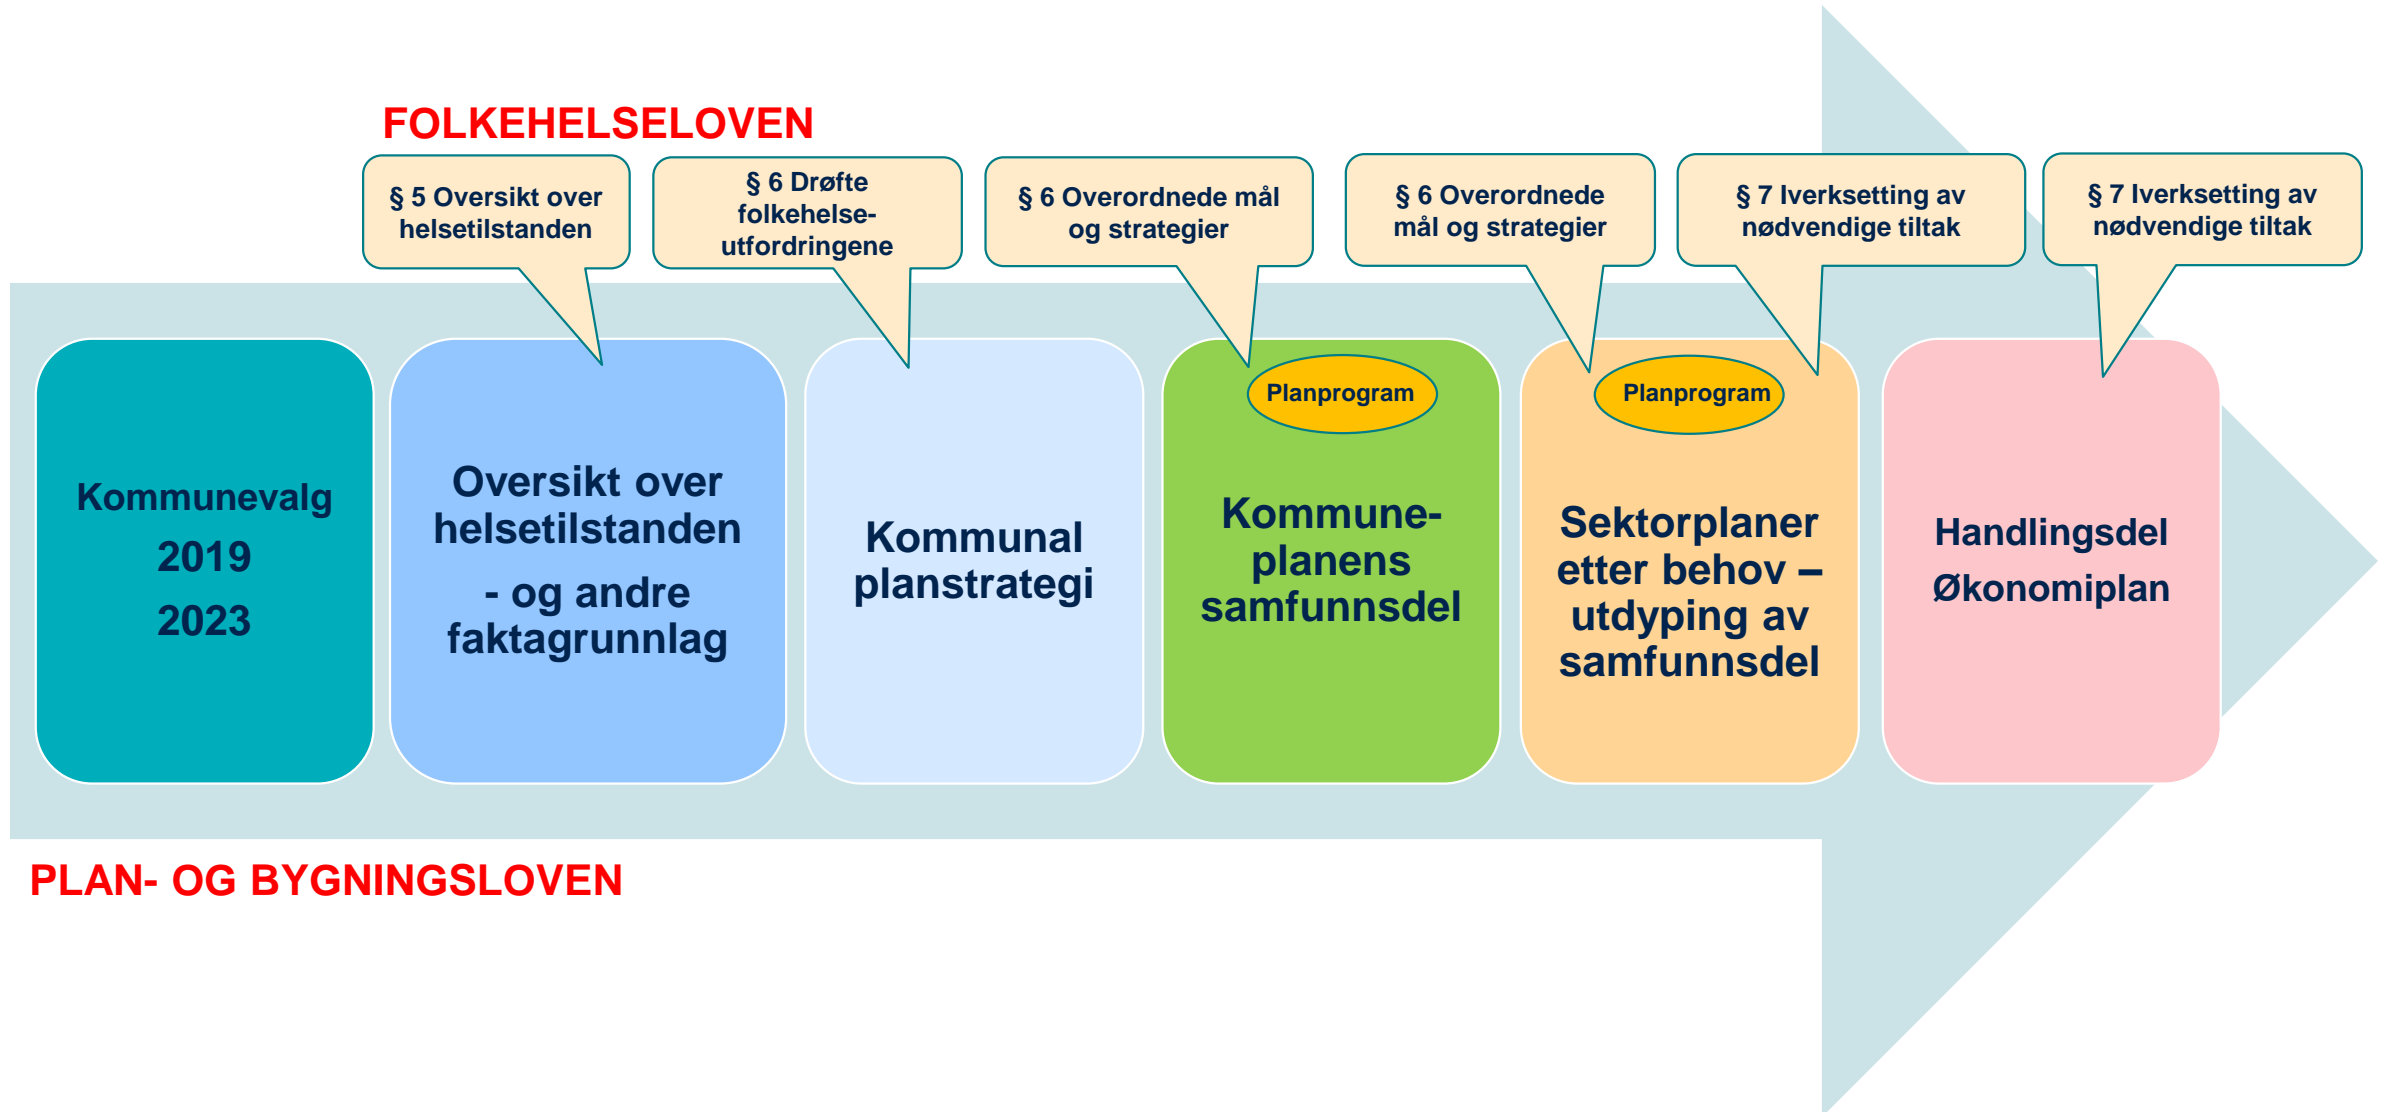 FOLKEHELSELOVEN
§ 5 Oversikt over
helsetilstanden
§ 6 Drøfte
folkehelse-
utfordringene
§ 6 Overordnede mål
og strategier
§ 6 Overordnede
mål og strategier
§ 7 Iverksetting av
nødvendige tiltak
§ 7 Iverksetting av
nødvendige tiltak
Kommunevalg
2019
2023
Oversikt over
helsetilstanden
- og andre
faktagrunnlag
Kommunal
planstrategi
Planprogram
Kommune-
planens
samfunnsdel
Planprogram
Sektorplaner
etter behov –
utdyping av
samfunnsdel
Handlingsdel
Økonomiplan
PLAN- OG BYGNINGSLOVEN